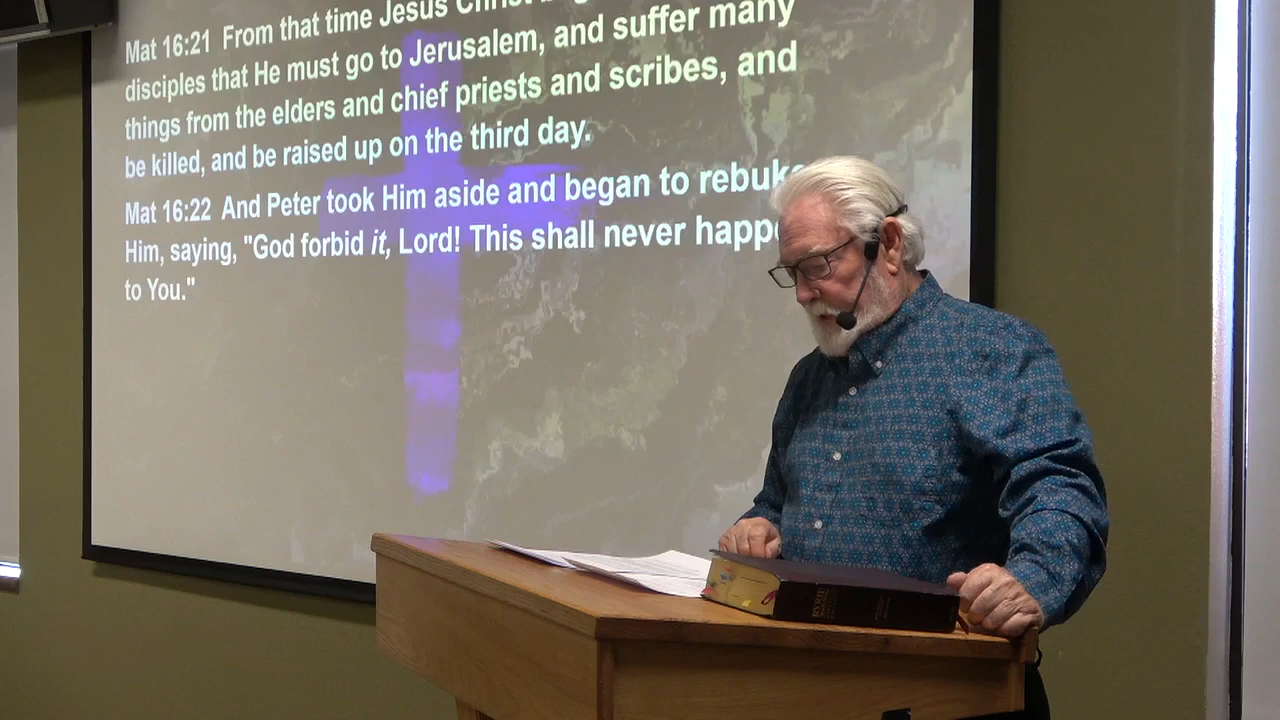 Mat 16:21 From that time Jesus Christ
disciples that He must go to Jerusalem, and suffer many
things from the elders and chief priests and scribes, and
be killed, and be raised up on the third day.
Mat 16:22 And Peter took Him aside and began to rebuk
Him, saying, "God forbid it, Lord! This shall never happe
to You."
RYRIE